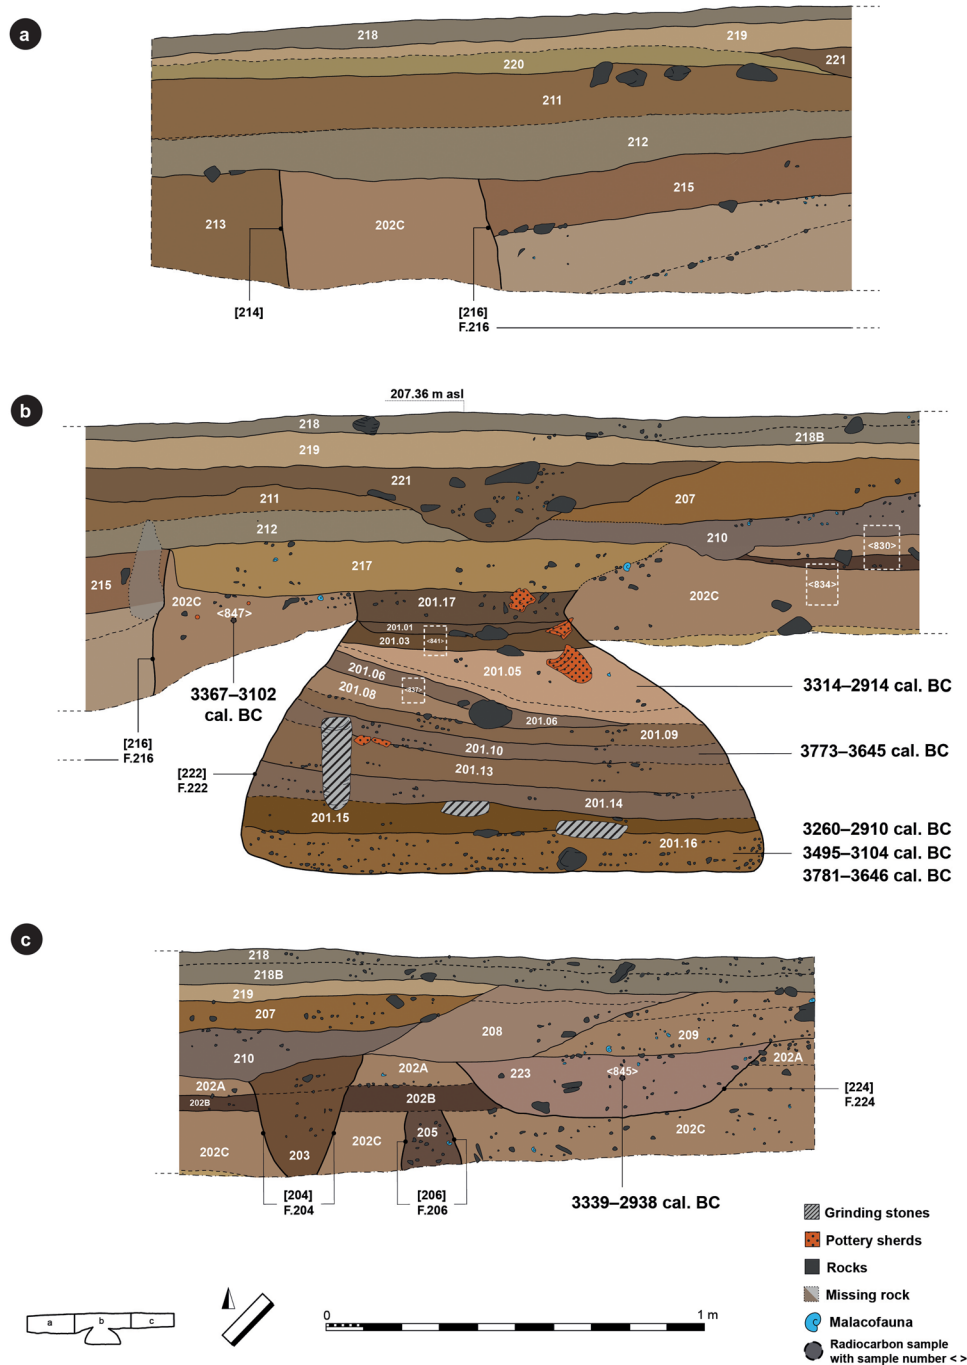 a
218
219
220
221
211
212
215
213
202C
[214]
[216]
F.216
b
207.36 m asl
218
218B
219
221
207
211
212
210
<830>
217
<834>
215
202C
<847>
202C
201.17
201.01
201.03
<841>
201.05
201.06
201.08
<837>
201.06
201.09
201.10
201.13
201.14
201.15
201.16
3367–3102
cal. BC
[216]
F.216
[222]
F.222
3314–2914 cal. BC
3773–3645 cal. BC
3260–2910 cal. BC
3495–3104 cal. BC
3781–3646 cal. BC
c
218
218B
219
207
208
209
210
202A
202A
223
<845>
202A
202B
202B
205
202C
203
202C
202C
[224]
F.224
[204]
F.204
[206]
F.206
3339–2938 cal. BC
Grinding stones
Pottery sherds
Rocks
Missing rock
Malacofauna
Radiocarbon sample
with sample number < >
a b c
0 1 m